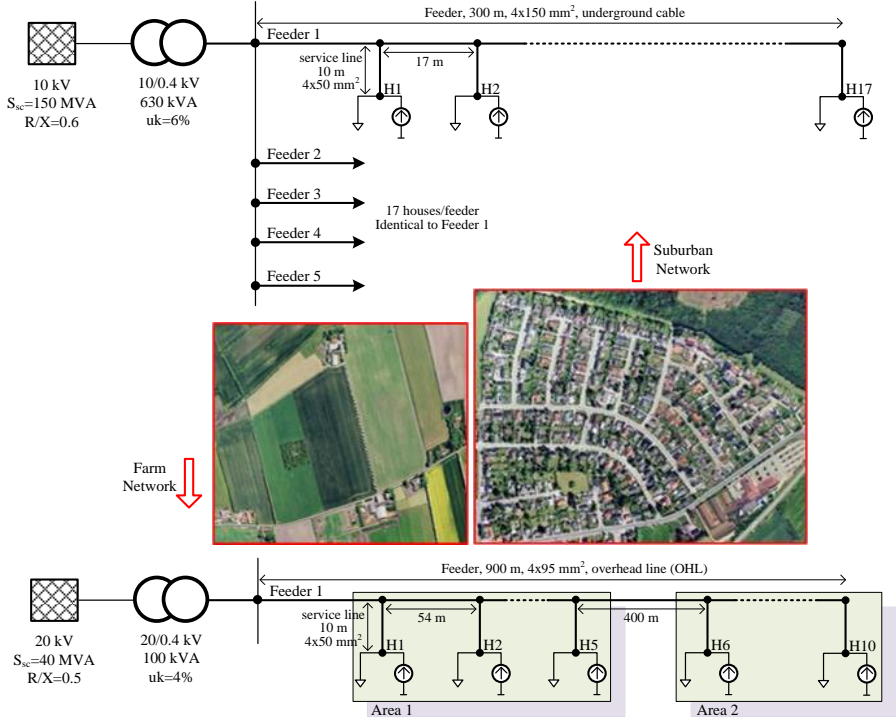 Feeder, 300 m, 4x150 mm², underground cable
Feeder 1
service line
10 m
4x50 mm²
17 m
H1
H2
H17
10 kV
Ssc=150 MVA
R/X=0.6
10/0.4 kV
630 kVA
uk=6%
Feeder 2
Feeder 3
Feeder 4
Feeder 5
17 houses/feeder
Identical to Feeder 1
Suburban
Network
Farm
Network
Feeder, 900 m, 4x95 mm², overhead line (OHL)
Feeder 1
service line
10 m
4x50 mm²
54 m
400 m
H1
H2
H5
H6
H10
20 kV
Ssc=40 MVA
R/X=0.5
20/0.4 kV
100 kVA
uk=4%
Area 1
Area 2